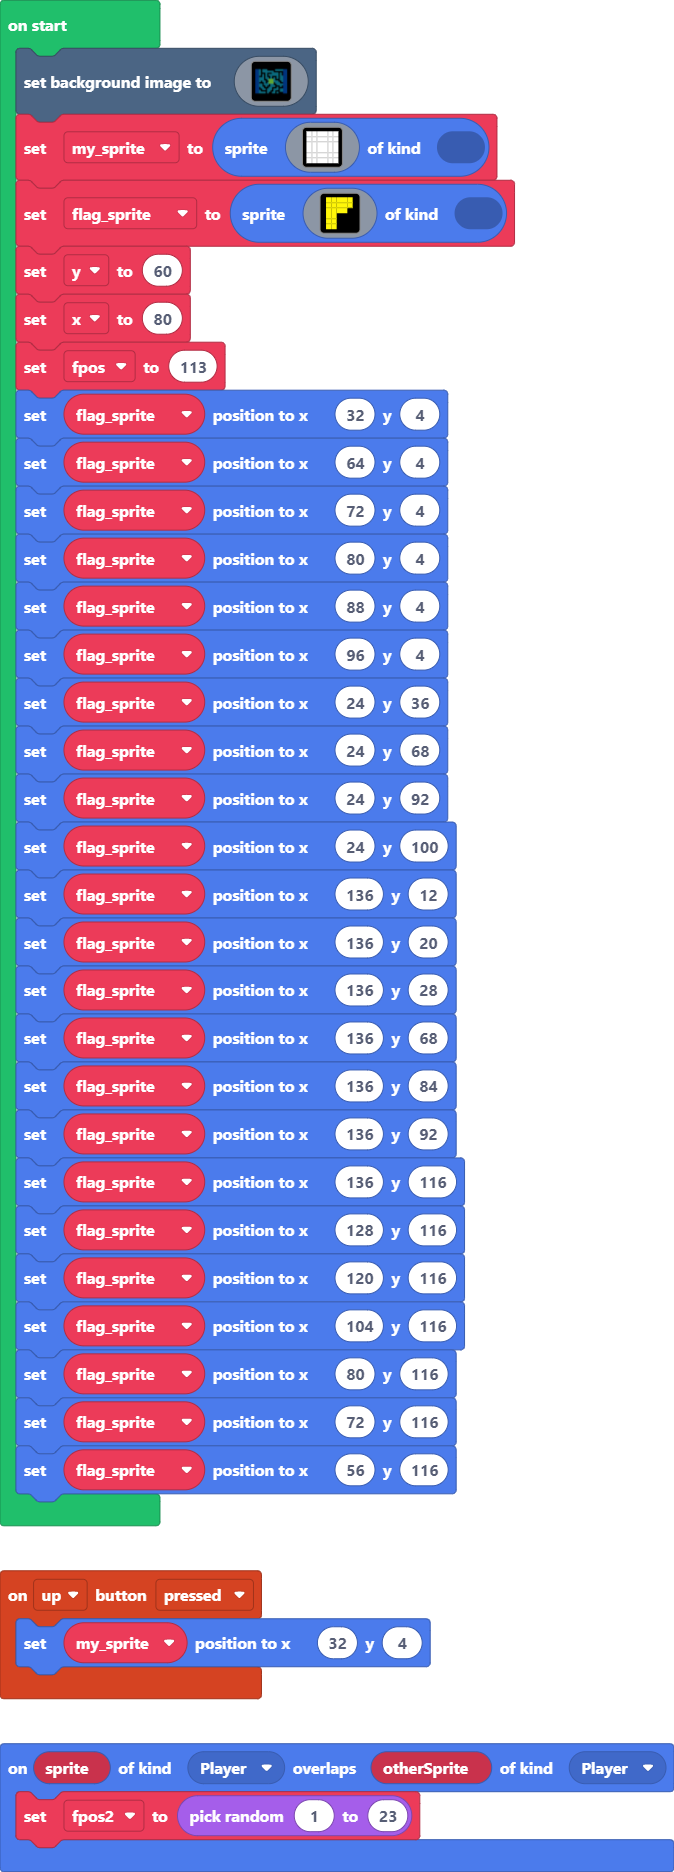 on start
set background image to
set my_sprite to sprite of kind
set flag_sprite to sprite of kind
set y to 60
set x to 80
set fpos to 113
set flag_sprite position to x 32 y 4
set flag_sprite position to x 64 y 4
set flag_sprite position to x 72 y 4
set flag_sprite position to x 80 y 4
set flag_sprite position to x 88 y 4
set flag_sprite position to x 96 y 4
set flag_sprite position to x 24 y 36
set flag_sprite position to x 24 y 68
set flag_sprite position to x 24 y 92
set flag_sprite position to x 24 y 100
set flag_sprite position to x 136 y 12
set flag_sprite position to x 136 y 20
set flag_sprite position to x 136 y 28
set flag_sprite position to x 136 y 68
set flag_sprite position to x 136 y 84
set flag_sprite position to x 136 y 92
set flag_sprite position to x 136 y 116
set flag_sprite position to x 128 y 116
set flag_sprite position to x 120 y 116
set flag_sprite position to x 104 y 116
set flag_sprite position to x 80 y 116
set flag_sprite position to x 72 y 116
set flag_sprite position to x 56 y 116
on up button pressed
set my_sprite position to x 32 y 4
on sprite of kind Player overlaps otherSprite of kind Player
set fpos2 to pick random 1 to 23